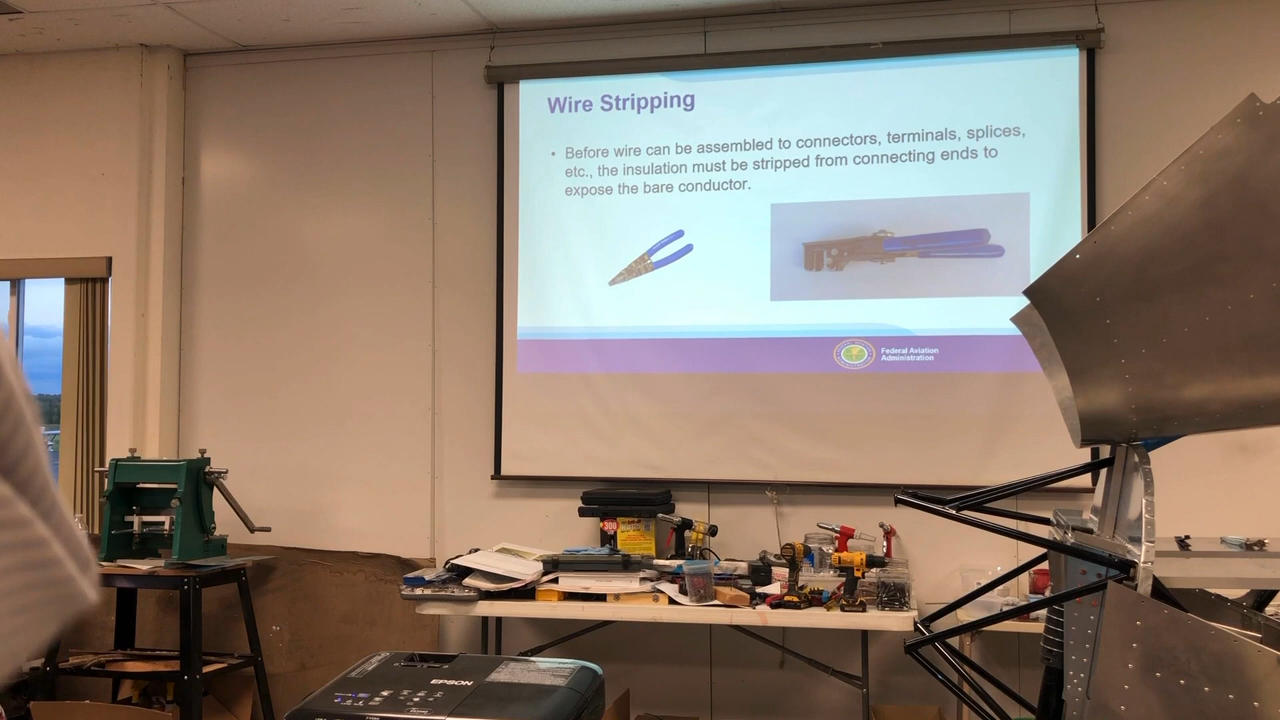 Wire Stripping
• Before wire can be assembled to connectors, terminals, splices,
etc., the insulation must be stripped from connecting ends to
expose the bare conductor.
Federal Aviation
Administration
300
EPSON